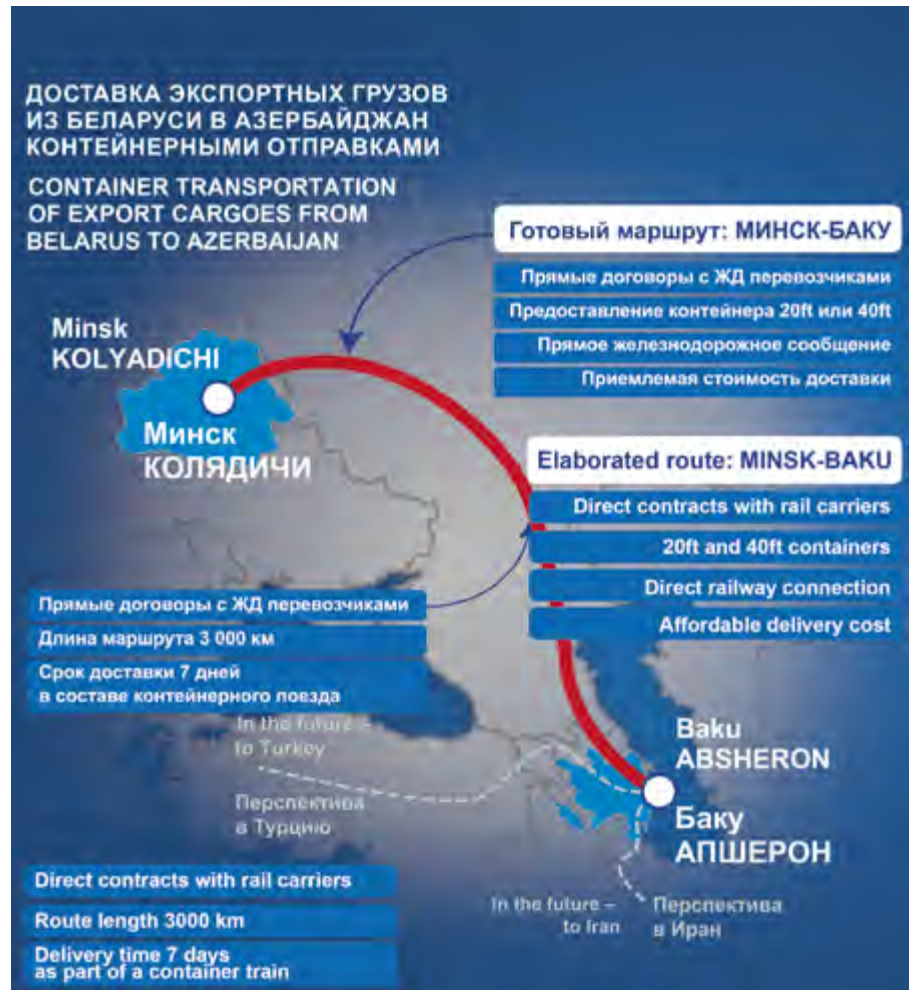 ДОСТАВКА ЭКСПОРТНЫХ ГРУЗОВ
ИЗ БЕЛАРУСИ В АЗЕРБАЙДЖАН
КОНТЕЙНЕРНЫМИ ОТПРАВКАМИ
CONTAINER TRANSPORTATION
OF EXPORT CARGOES FROM
BELARUS TO AZERBAIJAN
Готовый маршрут: МИНСК-БАКУ
Прямые договоры с ЖД перевозчиками
Предоставление контейнера 20ft или 40ft
Прямое железнодорожное сообщение
Приемлемая стоимость доставки
Minsk
KOLYADICHI
Минск
КОЛЯДИЧИ
Elaborated route: MINSK-BAKU
Direct contracts with rail carriers
20ft and 40ft containers
Direct railway connection
Affordable delivery cost
Прямые договоры с ЖД перевозчиками
Длина маршрута 3 000 км
Срок доставки 7 дней
в составе контейнерного поезда
In the future –
to Turkey
Перспектива
в Турцию
Baku
ABSHERON
Баку
АПШЕРОН
In the future –
to Iran
Перспектива
в Иран
Direct contracts with rail carriers
Route length 3000 km
Delivery time 7 days
as part of a container train